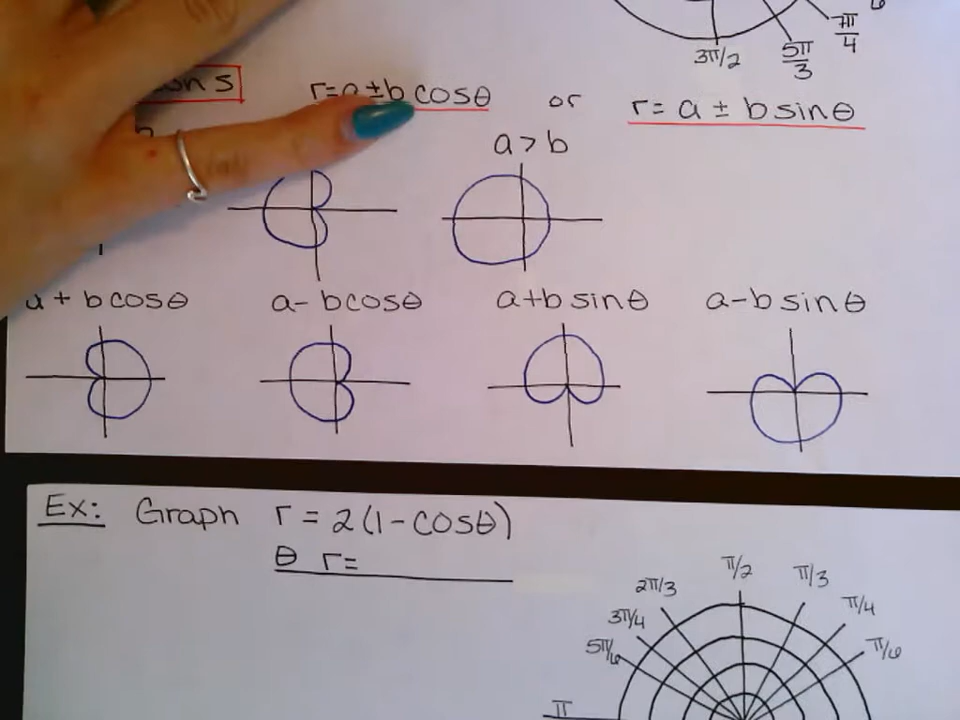 3π/2 5π/3 7π/4
r=a±b cosθ or r= a ± b sinθ
a>b
a + b cosθ a- bcosθ a+b sinθ a-b sinθ
Ex: Graph r = 2(1-cosθ)
θ r=
2π/3 π/2 π/3
3π/4 π/4
5π/6 π/6
π